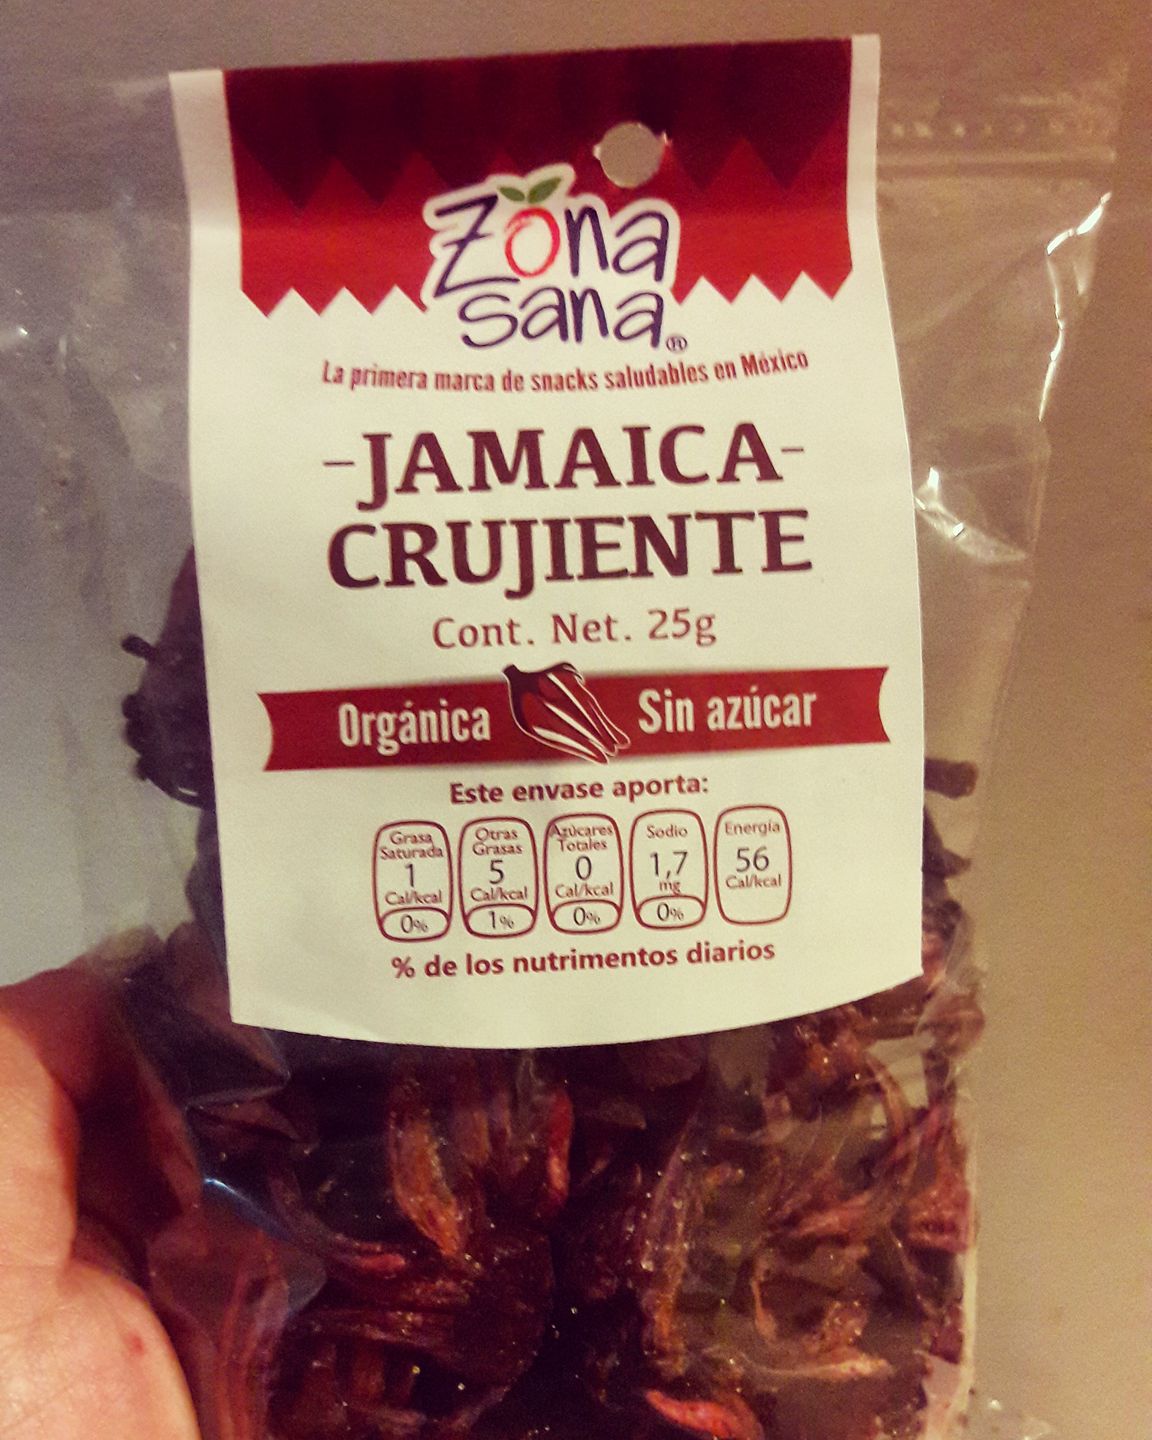 Zona
sana®
La primera marca de snacks saludables en México
-JAMAICA-
CRUJIENTE
Cont. Net. 25g
Orgánica Sin azúcar
Este envase aporta:
Grasa Saturada 1 Cal/kcal 0%
Otras Grasas 5 Cal/kcal 1%
Azúcares Totales 0 Cal/kcal 0%
Sodio 1,7 mg 0%
Energía 56 Cal/kcal
% de los nutrimentos diarios